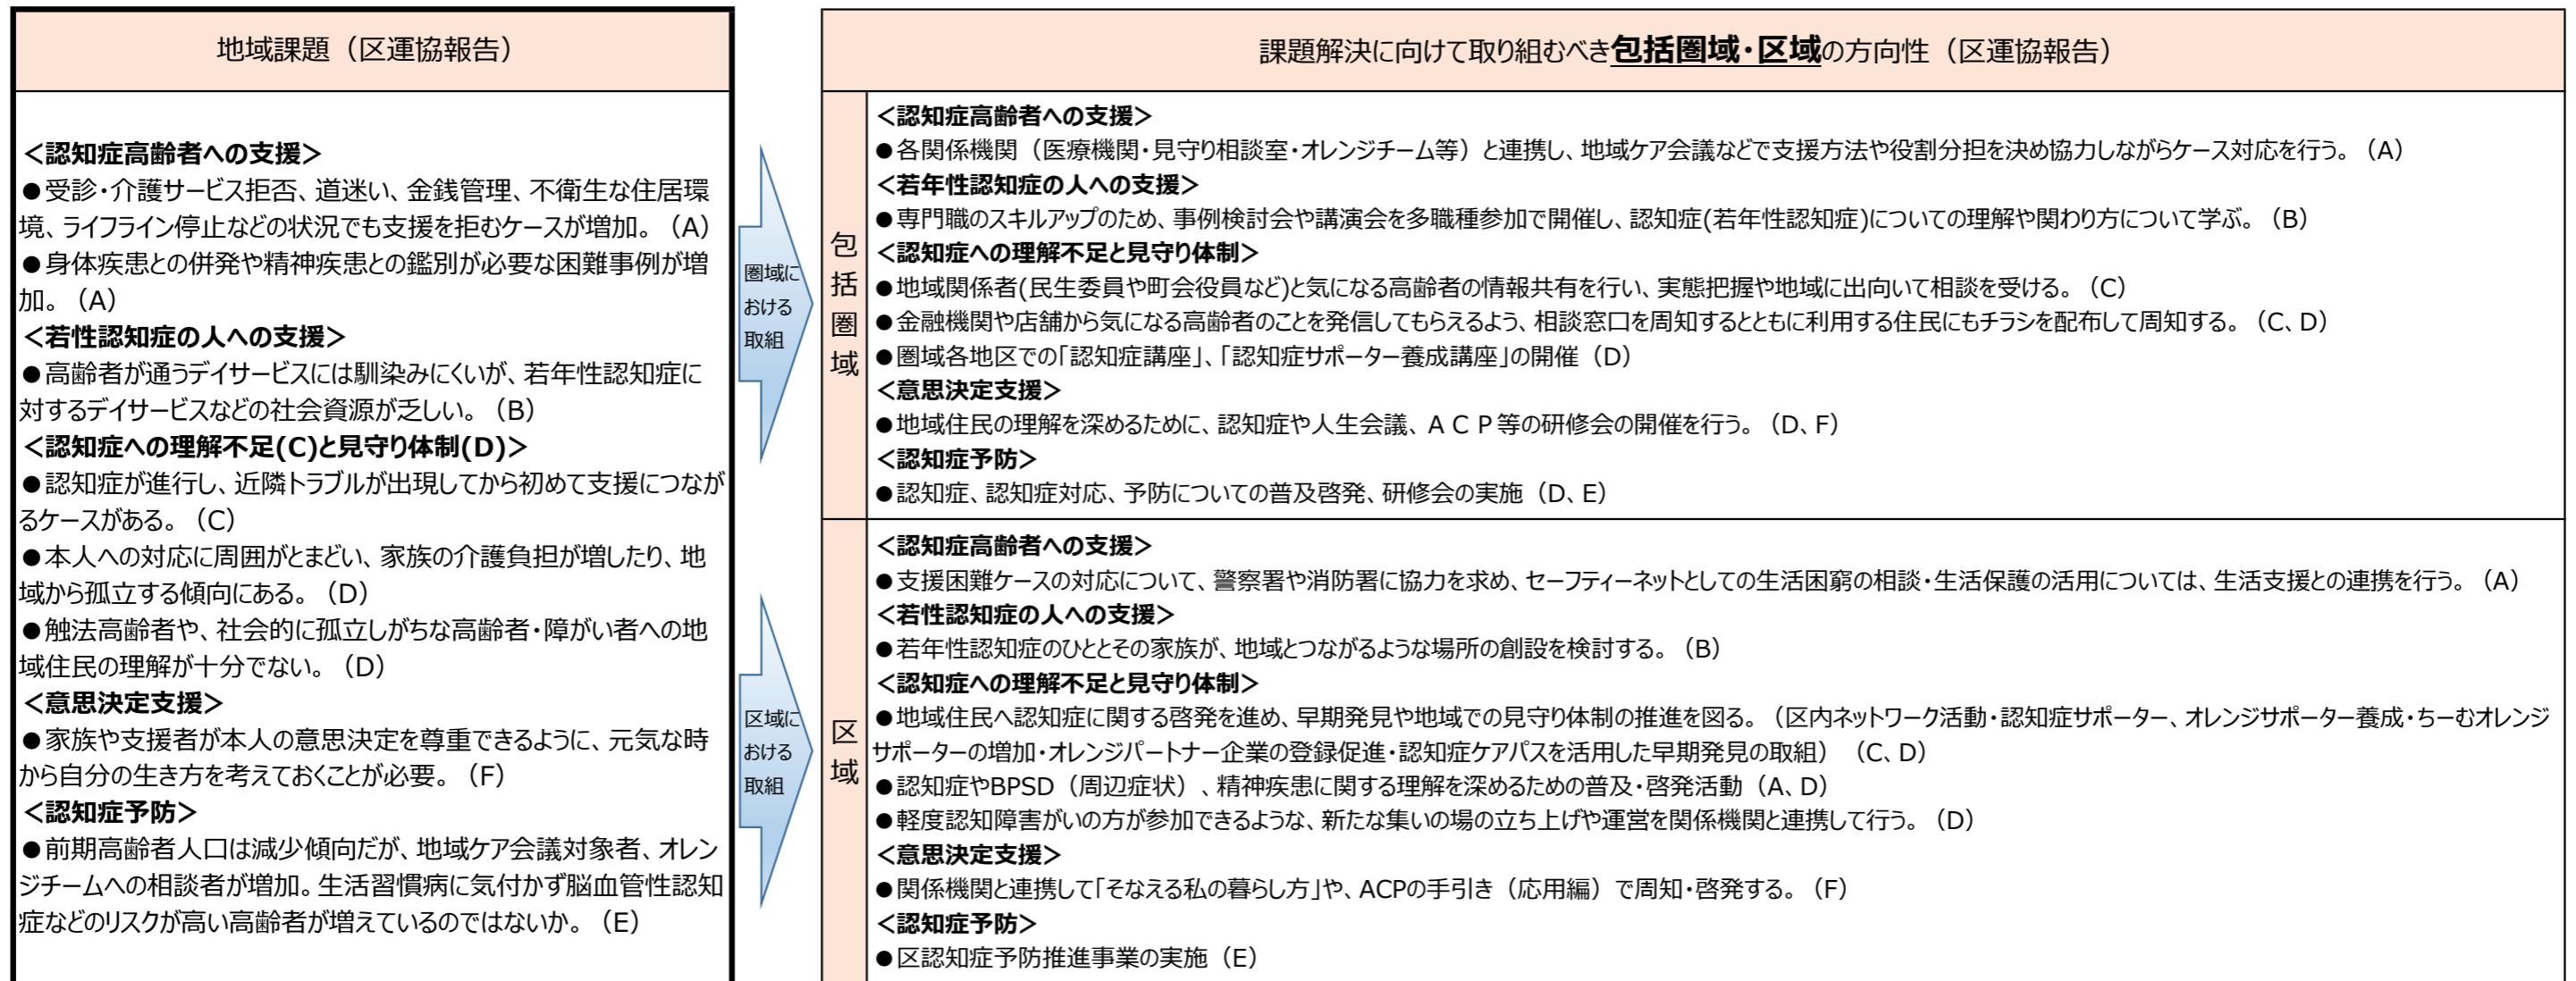 地域課題（区運協報告）
＜認知症高齢者への支援＞
●受診・介護サービス拒否、道迷い、金銭管理、不衛生な住居環
境、ライフライン停止などの状況でも支援を拒むケースが増加。（A）
●身体疾患との併発や精神疾患との鑑別が必要な困難事例が増
加。（A）
＜若性認知症の人への支援＞
●高齢者が通うデイサービスには馴染みにくいが、若年性認知症に
対するデイサービスなどの社会資源が乏しい。（B）
＜認知症への理解不足(C)と見守り体制(D)＞
●認知症が進行し、近隣トラブルが出現してから初めて支援につなが
るケースがある。（C）
●本人への対応に周囲がとまどい、家族の介護負担が増したり、地
域から孤立する傾向にある。（D）
●触法高齢者や、社会的に孤立しがちな高齢者・障がい者への地
域住民の理解が十分でない。（D）
＜意思決定支援＞
●家族や支援者が本人の意思決定を尊重できるように、元気な時
から自分の生き方を考えておくことが必要。（F）
＜認知症予防＞
●前期高齢者人口は減少傾向だが、地域ケア会議対象者、オレン
ジチームへの相談者が増加。生活習慣病に気付かず脳血管性認知
症などのリスクが高い高齢者が増えているのではないか。（E）
圏域に
おける
取組
区域に
おける
取組
課題解決に向けて取り組むべき包括圏域・区域の方向性（区運協報告）
包括圏域
＜認知症高齢者への支援＞
●各関係機関（医療機関・見守り相談室・オレンジチーム等）と連携し、地域ケア会議などで支援方法や役割分担を決め協力しながらケース対応を行う。（A）
＜若年性認知症の人への支援＞
●専門職のスキルアップのため、事例検討会や講演会を多職種参加で開催し、認知症(若年性認知症)についての理解や関わり方について学ぶ。（B）
＜認知症への理解不足と見守り体制＞
●地域関係者(民生委員や町会役員など)と気になる高齢者の情報共有を行い、実態把握や地域に出向いて相談を受ける。（C）
●金融機関や店舗から気になる高齢者のことを発信してもらえるよう、相談窓口を周知するとともに利用する住民にもチラシを配布して周知する。（C、D）
●圏域各地区での「認知症講座」、「認知症サポーター養成講座」の開催（D）
＜意思決定支援＞
●地域住民の理解を深めるために、認知症や人生会議、ＡＣＰ等の研修会の開催を行う。（D、F）
＜認知症予防＞
●認知症、認知症対応、予防についての普及啓発、研修会の実施（D、E）
区域
＜認知症高齢者への支援＞
●支援困難ケースの対応について、警察署や消防署に協力を求め、セーフティーネットとしての生活困窮の相談・生活保護の活用については、生活支援との連携を行う。（A）
＜若性認知症の人への支援＞
●若年性認知症のひととその家族が、地域とつながるような場所の創設を検討する。（B）
＜認知症への理解不足と見守り体制＞
●地域住民へ認知症に関する啓発を進め、早期発見や地域での見守り体制の推進を図る。（区内ネットワーク活動・認知症サポーター、オレンジサポーター養成・ちーむオレンジ
サポーターの増加・オレンジパートナー企業の登録促進・認知症ケアパスを活用した早期発見の取組）（C、D）
●認知症やBPSD（周辺症状）、精神疾患に関する理解を深めるための普及・啓発活動（A、D）
●軽度認知障害がいの方が参加できるような、新たな集いの場の立ち上げや運営を関係機関と連携して行う。（D）
＜意思決定支援＞
●関係機関と連携して「そなえる私の暮らし方」や、ACPの手引き（応用編）で周知・啓発する。（F）
＜認知症予防＞
●区認知症予防推進事業の実施（E）